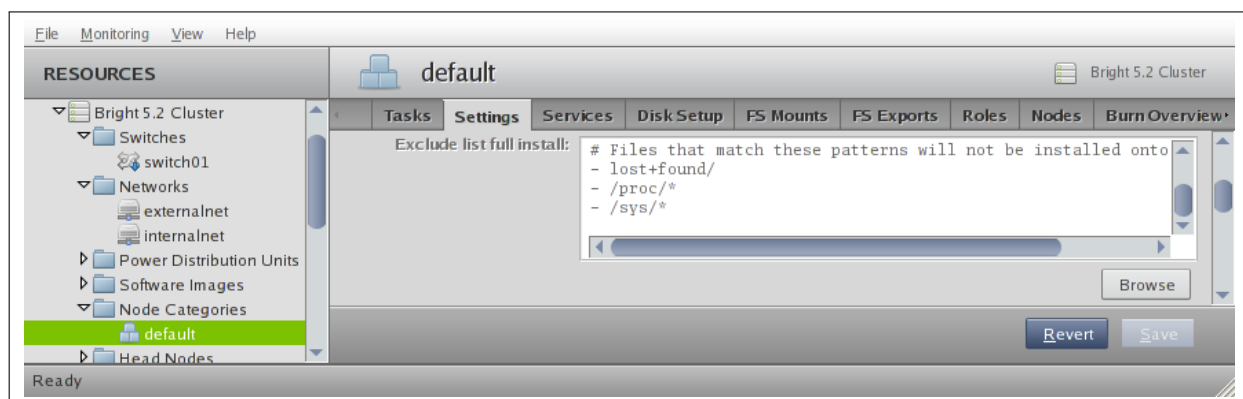 File Monitoring View Help
RESOURCES
Bright 5.2 Cluster
Switches
switch01
Networks
externalnet
internalnet
Power Distribution Units
Software Images
Node Categories
default
Head Nodes
default
Bright 5.2 Cluster
Tasks Settings Services Disk Setup FS Mounts FS Exports Roles Nodes Burn Overview
Exclude list full install:
# Files that match these patterns will not be installed onto
- lost+found/
- /proc/*
- /sys/*
Browse
Revert Save
Ready